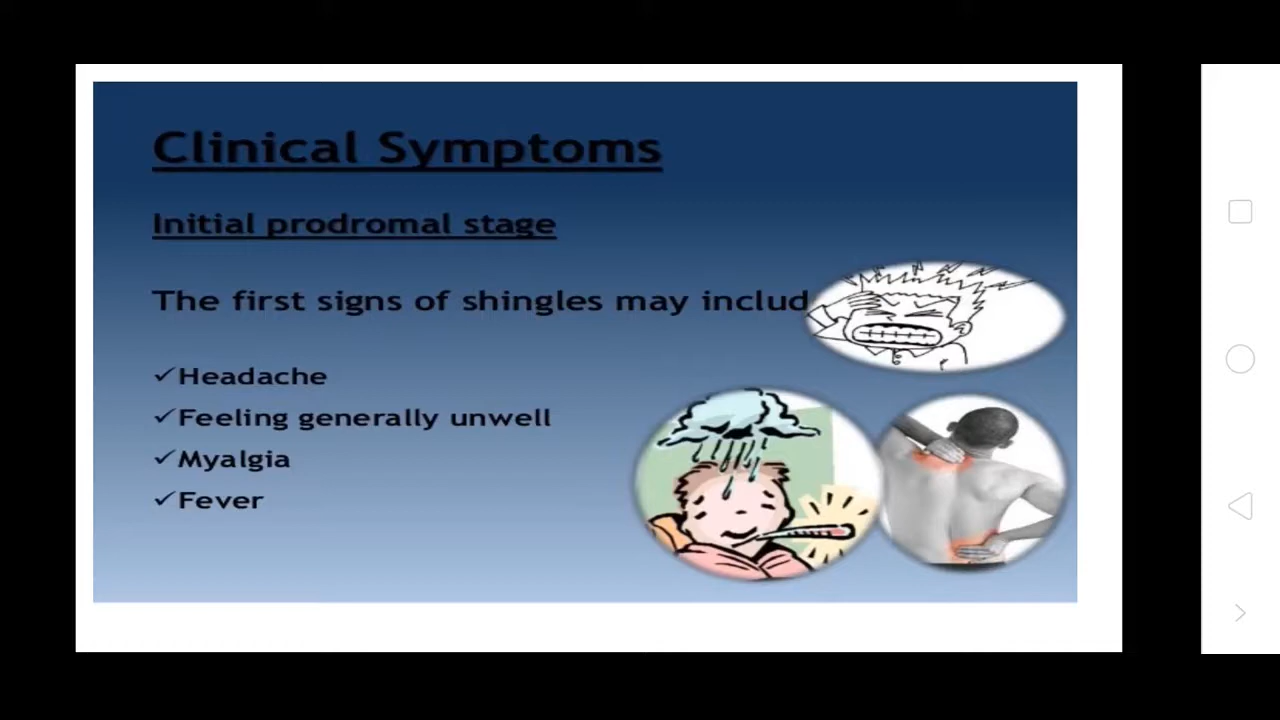 Clinical Symptoms
Initial prodromal stage
The first signs of shingles may includ
✓Headache
✓Feeling generally unwell
✓Myalgia
✓Fever